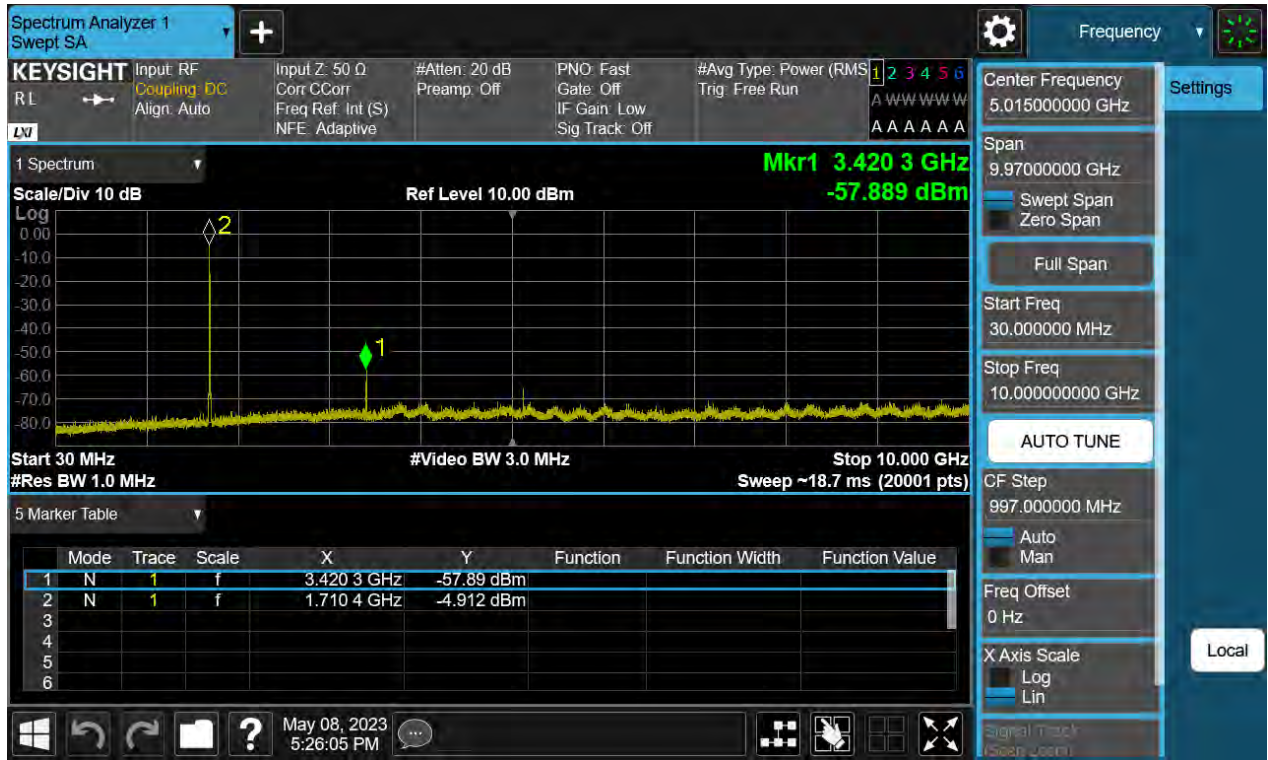 Spectrum Analyzer 1
Swept SA
+
Frequency
KEYSIGHT
RL
LXI
Input: RF
Coupling: DC
Align: Auto
Input Z: 50 Ω
Corr CCorr
Freq Ref: Int (S)
NFE: Adaptive
#Atten: 20 dB
Preamp: Off
PNO: Fast
Gate: Off
IF Gain: Low
Sig Track: Off
#Avg Type: Power (RMS
Trig: Free Run
1 2 3 4 5 6
A W W W W W
A A A A A A
1 Spectrum
Scale/Div 10 dB
Ref Level 10.00 dBm
Mkr1 3.420 3 GHz
-57.889 dBm
Log
0.00
-10.0
-20.0
-30.0
-40.0
-50.0
-60.0
-70.0
-80.0
2
1
Start 30 MHz
#Video BW 3.0 MHz
Stop 10.000 GHz
#Res BW 1.0 MHz
Sweep ~18.7 ms (20001 pts)
5 Marker Table
Mode Trace Scale X Y Function Function Width Function Value
1 N 1 f 3.420 3 GHz -57.89 dBm
2 N 1 f 1.710 4 GHz -4.912 dBm
3
4
5
6
?
May 08, 2023
5:26:05 PM
Center Frequency
5.015000000 GHz
Settings
Span
9.97000000 GHz
Swept Span
Zero Span
Full Span
Start Freq
30.000000 MHz
Stop Freq
10.000000000 GHz
AUTO TUNE
CF Step
997.000000 MHz
Auto
Man
Freq Offset
0 Hz
X Axis Scale
Log
Lin
Local
Signal Track
(Span Zoom)